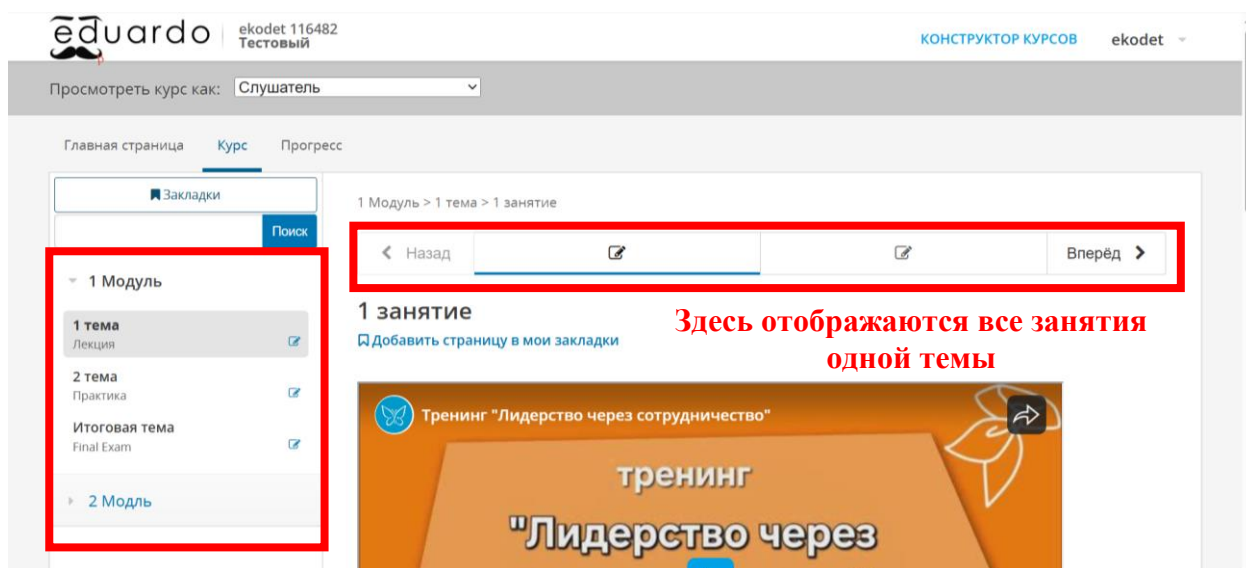 eduardo
ekodet 116482
Тестовый
КОНСТРУКТОР КУРСОВ
ekodet
Просмотреть курс как: Слушатель
Главная страница Курс Прогресс
Закладки
Поиск
1 Модуль
1 тема
Лекция
2 тема
Практика
Итоговая тема
Final Exam
2 Модль
1 Модуль > 1 тема > 1 занятие
Назад
Вперёд
1 занятие
Добавить страницу в мои закладки
Здесь отображаются все занятия
одной темы
Тренинг "Лидерство через сотрудничество"
тренинг
"Лидерство через